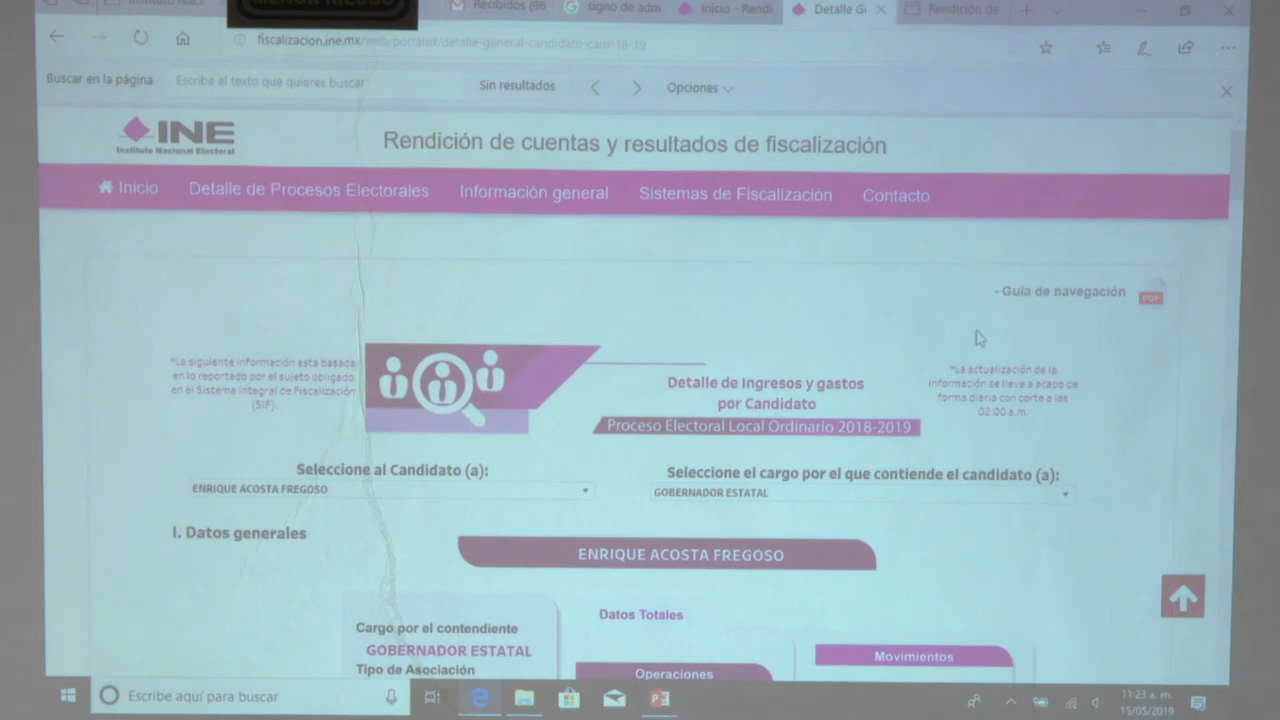 Recibidos (96
signo de adm
Inicio - Rendi
Detalle G
Rendición de
fiscalizacion.ine.mx/web/portalsif/detalle-general-candidato-cam-18-19
Buscar en la página
Escribe el texto que quieres buscar
Sin resultados
Opciones
INE
Instituto Nacional Electoral
Rendición de cuentas y resultados de fiscalización
Inicio
Detalle de Procesos Electorales
Información general
Sistemas de Fiscalización
Contacto
- Guía de navegación
PDF
*La siguiente información esta basada
en lo reportado por el sujeto obligado
en el Sistema Integral de Fiscalización
(SIF).
Detalle de Ingresos y gastos
por Candidato
Proceso Electoral Local Ordinario 2018-2019
*La actualización de la
información se lleva a acabo de
forma diaria con corte a las
02:00 a.m.
Seleccione al Candidato (a):
ENRIQUE ACOSTA FREGOSO
Seleccione el cargo por el que contiende el candidato (a):
GOBERNADOR ESTATAL
I. Datos generales
ENRIQUE ACOSTA FREGOSO
Cargo por el contendiente
GOBERNADOR ESTATAL
Tipo de Asociación
Datos Totales
Operaciones
Movimientos
Escribe aquí para buscar
11:23 a. m.
15/05/2019